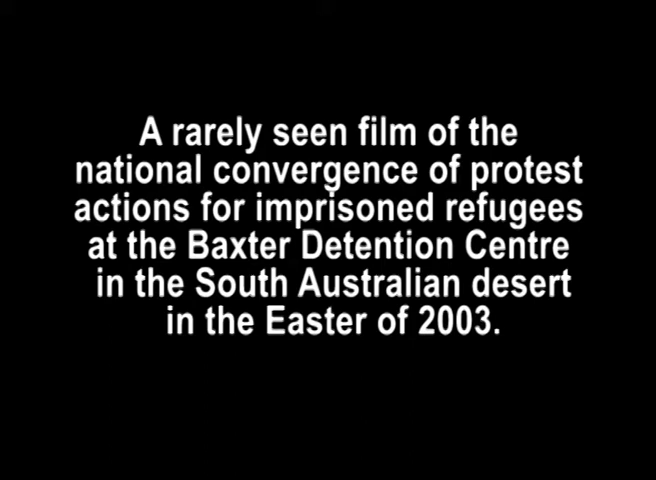 A rarely seen film of the
national convergence of protest
actions for imprisoned refugees
at the Baxter Detention Centre
in the South Australian desert
in the Easter of 2003.